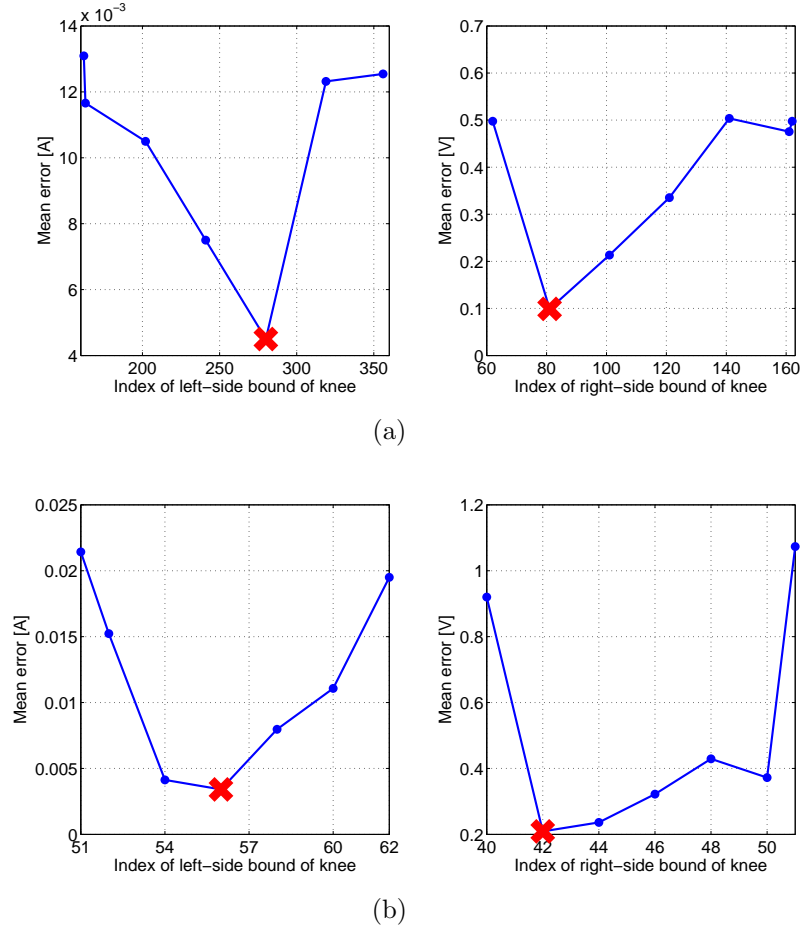 x 10⁻³
14
12
10
8
6
4
Mean error [A]
200 250 300 350
Index of left−side bound of knee
0.7
0.6
0.5
0.4
0.3
0.2
0.1
0
Mean error [V]
60 80 100 120 140 160
Index of right−side bound of knee
(a)
0.025
0.02
0.015
0.01
0.005
0
Mean error [A]
51 54 57 60 62
Index of left−side bound of knee
1.2
1
0.8
0.6
0.4
0.2
Mean error [V]
40 42 44 46 48 50
Index of right−side bound of knee
(b)